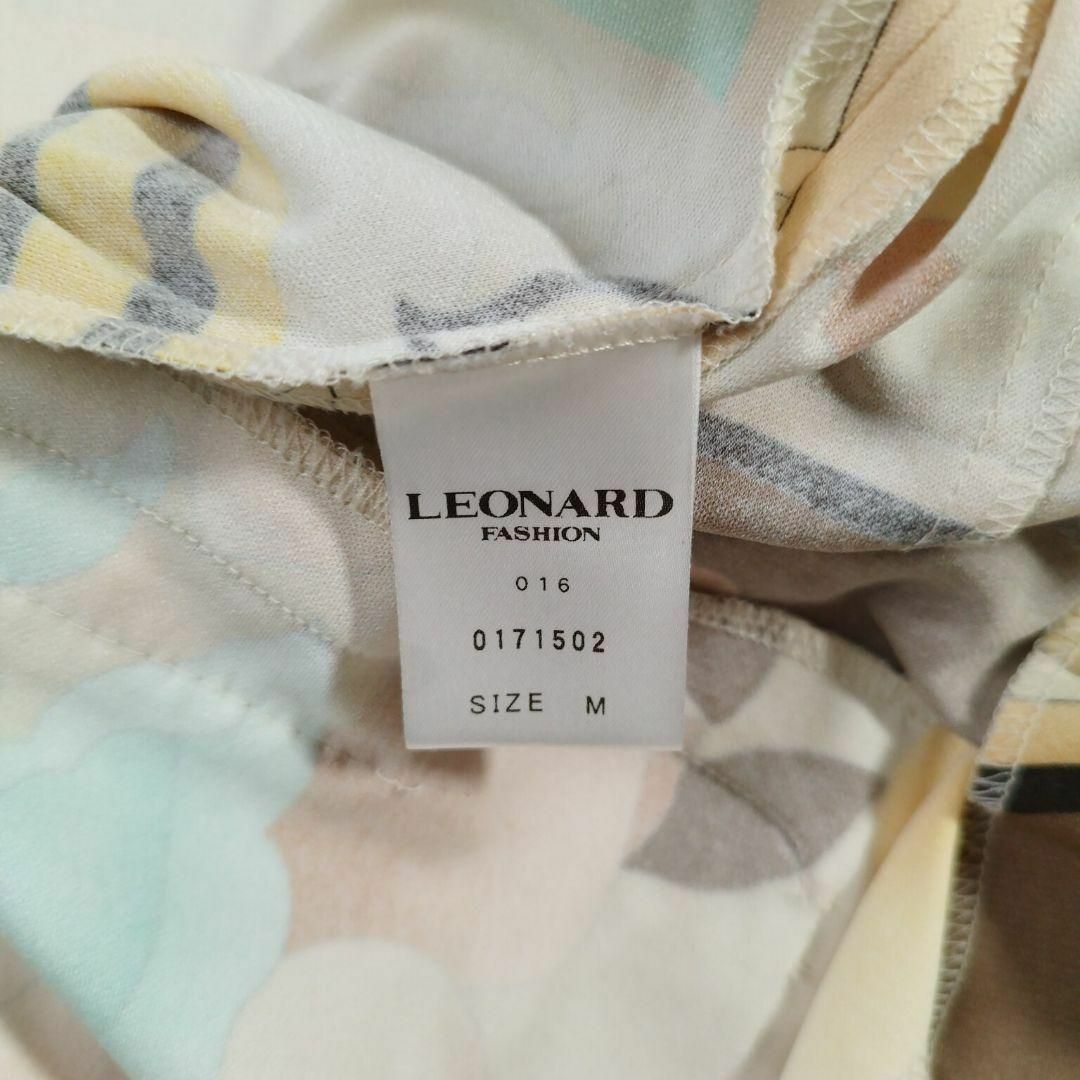 LEONARD
FASHION
016
0171502
SIZE M